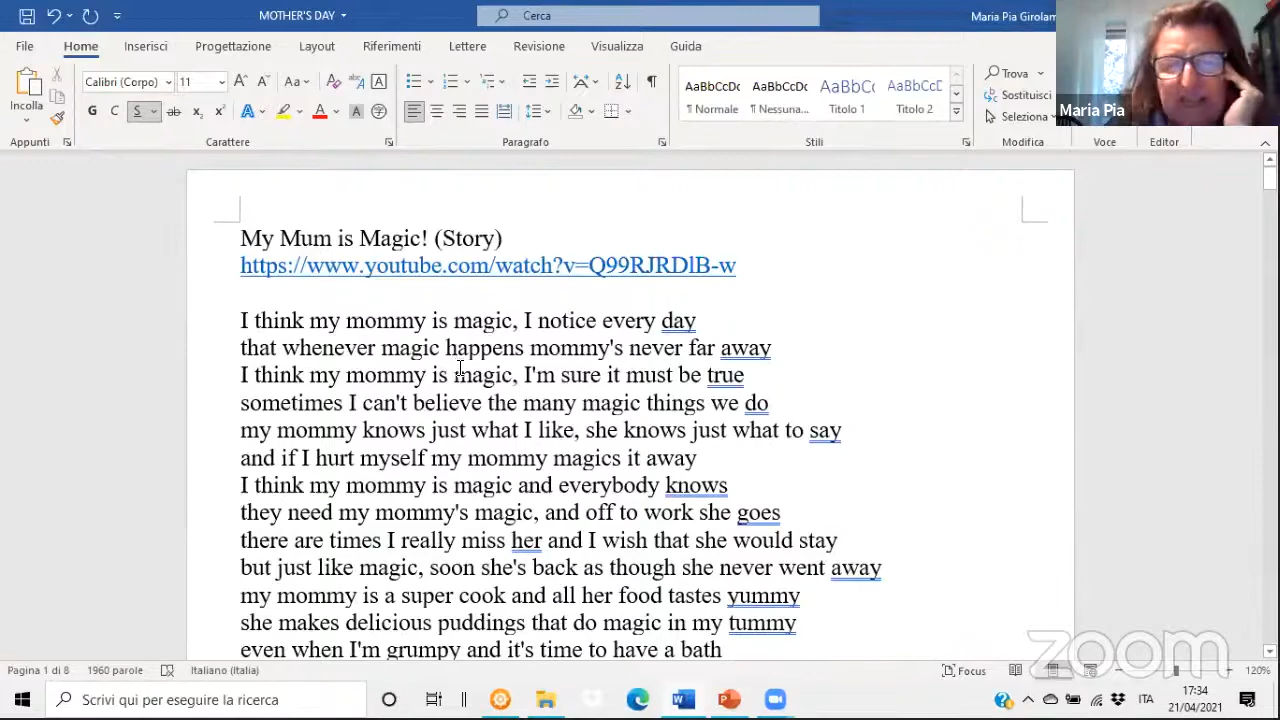 MOTHER'S DAY
Cerca
Maria Pia Girolam
File Home Inserisci Progettazione Layout Riferimenti Lettere Revisione Visualizza Guida
Maria Pia
Incolla
Calibri (Corpo) 11
AaBbCcDc AaBbCcDc AaBbCc AaBbCcD
¶ Normale ¶ Nessuna... Titolo 1 Titolo 2
Trova
Sostituisci
Seleziona
Appunti Carattere Paragrafo Stili Modifica Voce Editor
My Mum is Magic! (Story)
https://www.youtube.com/watch?v=Q99RJRDlB-w
I think my mommy is magic, I notice every day
that whenever magic happens mommy's never far away
I think my mommy is magic, I'm sure it must be true
sometimes I can't believe the many magic things we do
my mommy knows just what I like, she knows just what to say
and if I hurt myself my mommy magics it away
I think my mommy is magic and everybody knows
they need my mommy's magic, and off to work she goes
there are times I really miss her and I wish that she would stay
but just like magic, soon she's back as though she never went away
my mommy is a super cook and all her food tastes yummy
she makes delicious puddings that do magic in my tummy
even when I'm grumpy and it's time to have a bath
zoom
Pagina 1 di 8 1960 parole Italiano (Italia) Focus 120%
Scrivi qui per eseguire la ricerca
ITA
17:34
21/04/2021